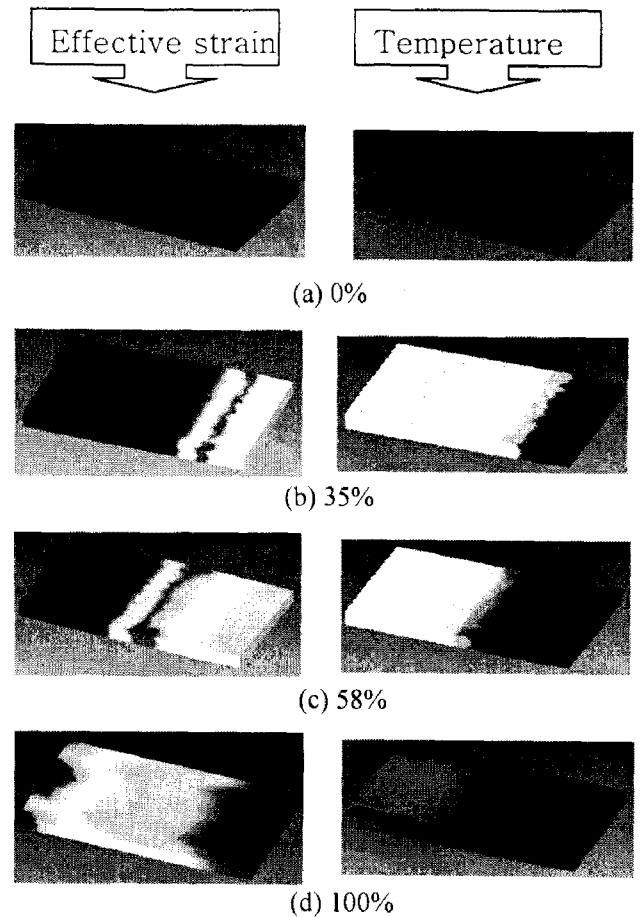 Effective strain
Temperature
(a) 0%
(b) 35%
(c) 58%
(d) 100%